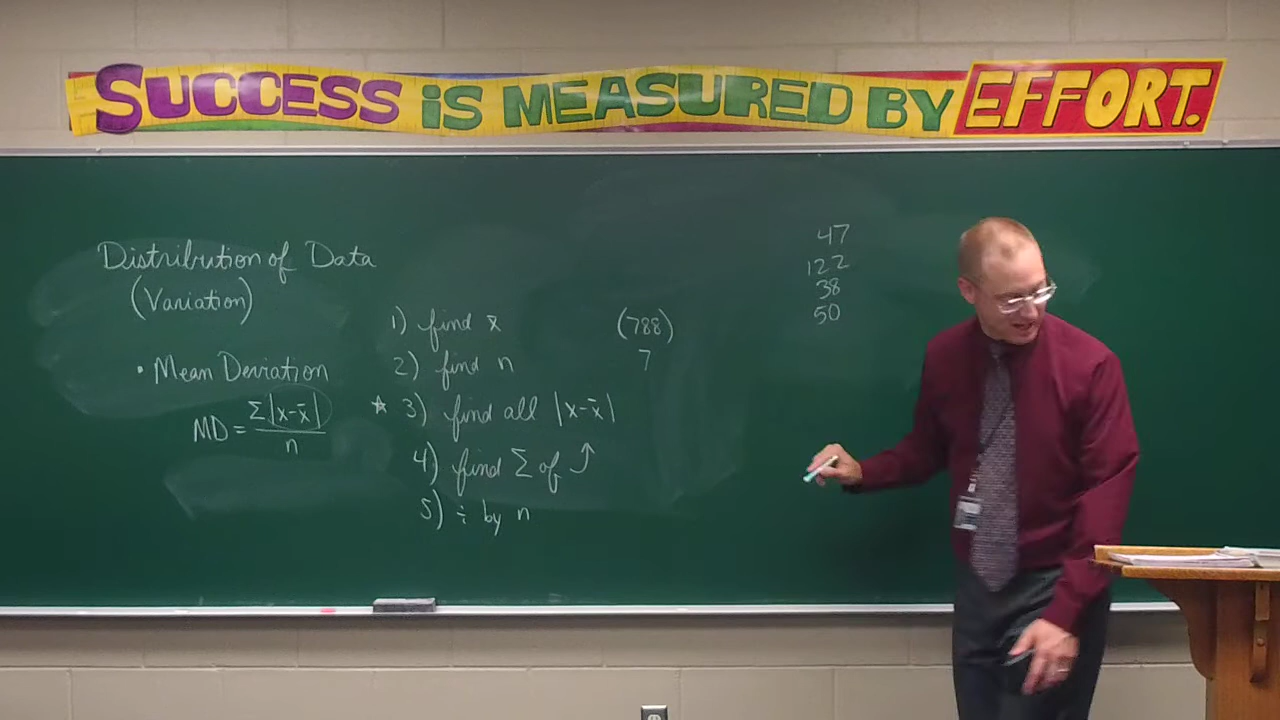 SUCCESS IS MEASURED BY EFFORT.
Distribution of Data
(Variation)
• Mean Deviation
MD = Σ|x-x̄| / n
1) find x̄ (788)
2) find n 7
☆ 3) find all |x-x̄|
4) find Σ of ⤴
5) ÷ by n
47
122
38
50